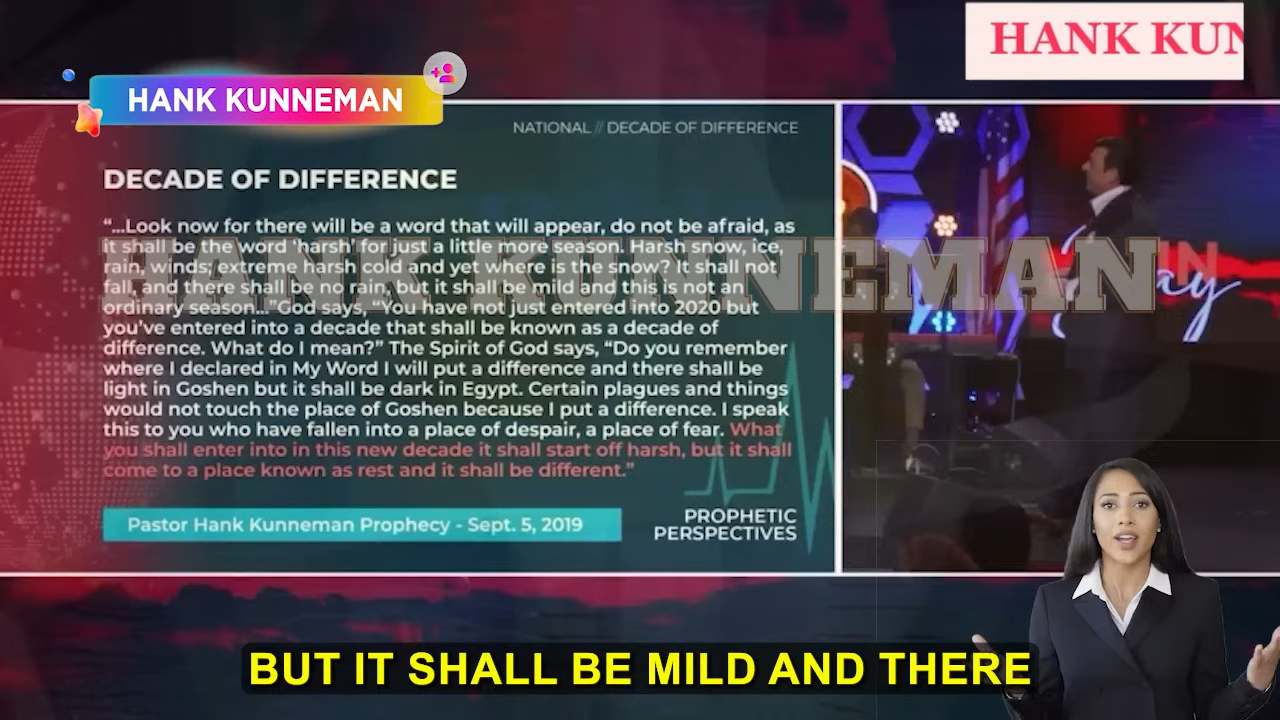 HANK KUN
HANK KUNNEMAN
NATIONAL // DECADE OF DIFFERENCE
DECADE OF DIFFERENCE
“...Look now for there will be a word that will appear, do not be afraid, as
it shall be the word ‘harsh’ for just a little more season. Harsh snow, ice,
rain, winds; extreme harsh cold and yet where is the snow? It shall not
fall, and there shall be no rain, but it shall be mild and this is not an
ordinary season...”God says, “You have not just entered into 2020 but
you’ve entered into a decade that shall be known as a decade of
difference. What do I mean?” The Spirit of God says, “Do you remember
where I declared in My Word I will put a difference and there shall be
light in Goshen but it shall be dark in Egypt. Certain plagues and things
would not touch the place of Goshen because I put a difference. I speak
this to you who have fallen into a place of despair, a place of fear. What
you shall enter into in this new decade it shall start off harsh, but it shall
come to a place known as rest and it shall be different.”
HANK KUNNEMAN
Pastor Hank Kunneman Prophecy - Sept. 5, 2019
PROPHETIC
PERSPECTIVES
BUT IT SHALL BE MILD AND THERE